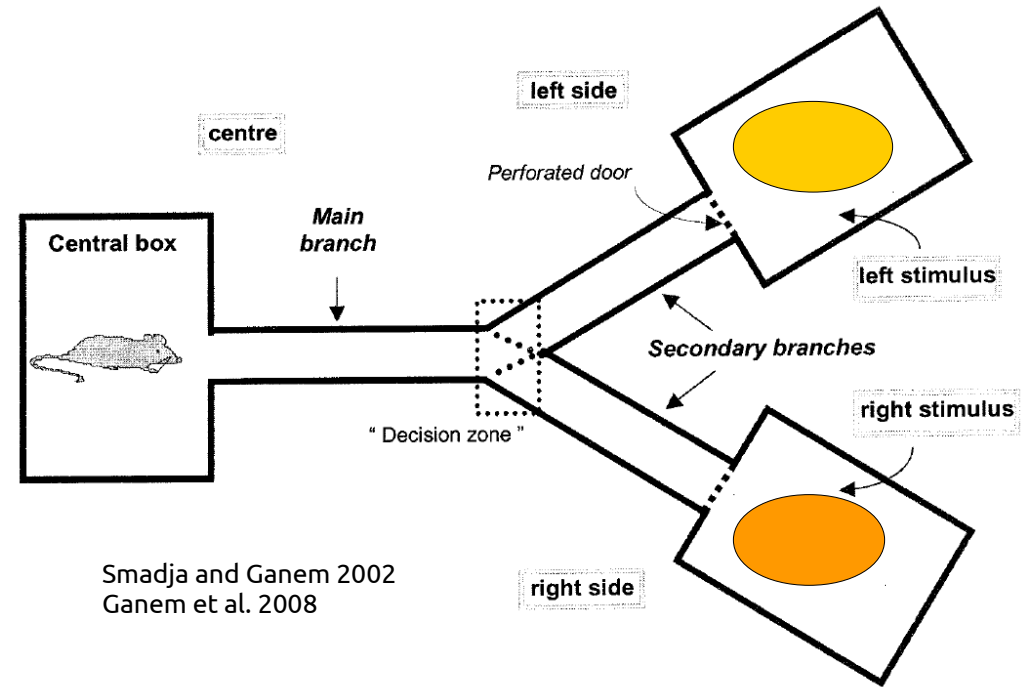 left side
centre
Perforated door
Main
branch
Central box
left stimulus
Secondary branches
right stimulus
“ Decision zone ”
Smadja and Ganem 2002
Ganem et al. 2008
right side